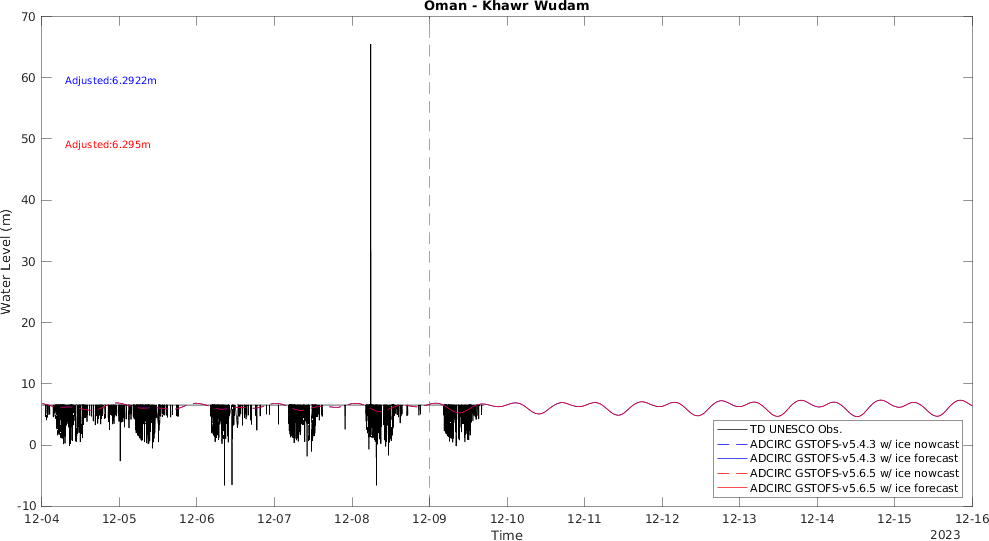 Oman - Khawr Wudam
70
60
50
40
30
20
10
0
-10
Water Level (m)
Adjusted:6.2922m
Adjusted:6.295m
TD UNESCO Obs.
ADCIRC GSTOFS-v5.4.3 w/ ice nowcast
ADCIRC GSTOFS-v5.4.3 w/ ice forecast
ADCIRC GSTOFS-v5.6.5 w/ ice nowcast
ADCIRC GSTOFS-v5.6.5 w/ ice forecast
12-04 12-05 12-06 12-07 12-08 12-09 12-10 12-11 12-12 12-13 12-14 12-15 12-16
Time
2023